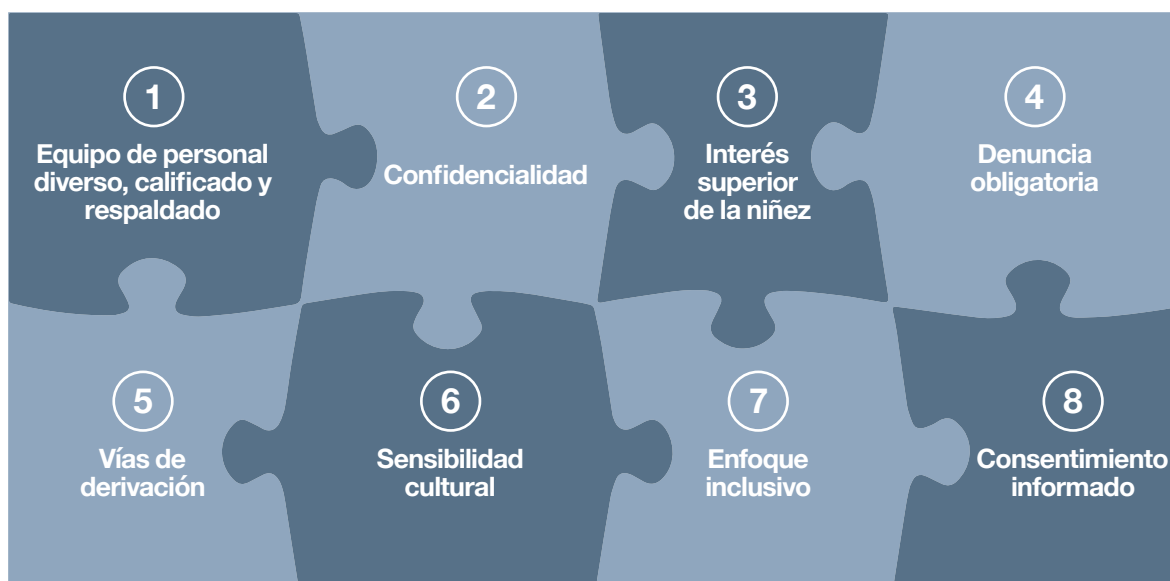 1
Equipo de personal
diverso, calificado y
respaldado
2
Confidencialidad
3
Interés
superior
de la niñez
4
Denuncia
obligatoria
5
Vías de
derivación
6
Sensibilidad
cultural
7
Enfoque
inclusivo
8
Consentimiento
informado